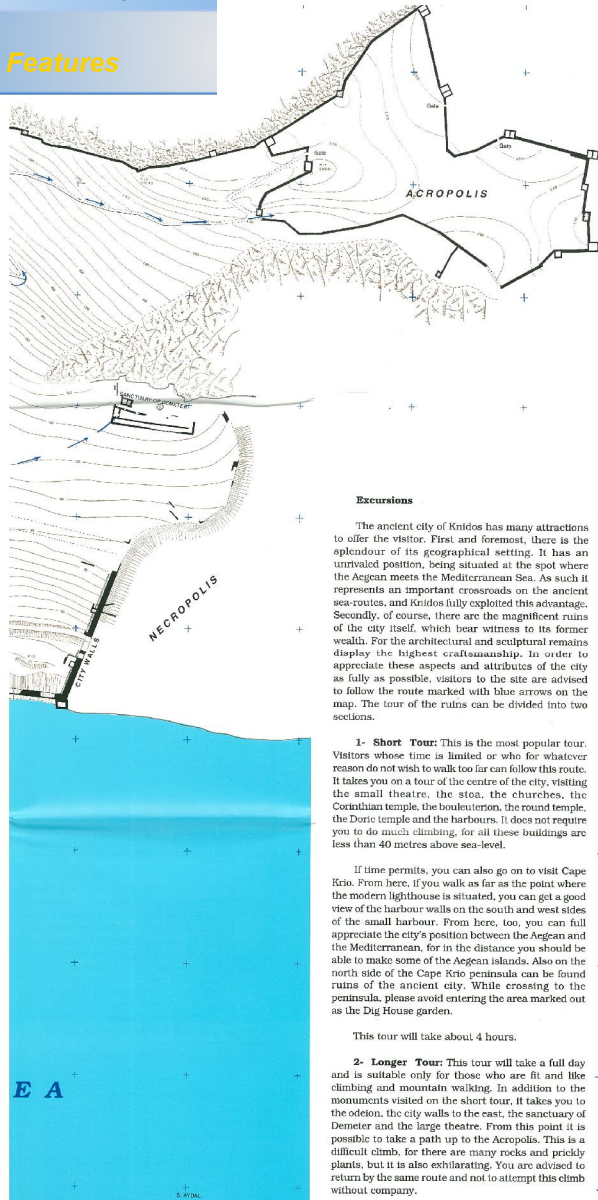 Features
Gate
Gate
Gate
ACROPOLIS
SANCTUARY OF DEMETER
NECROPOLIS
CITY WALLS
E A
S. AYDAL
Excursions
The ancient city of Knidos has many attractions
to offer the visitor. First and foremost, there is the
splendour of its geographical setting. It has an
unrivaled position, being situated at the spot where
the Aegean meets the Mediterranean Sea. As such it
represents an important crossroads on the ancient
sea-routes, and Knidos fully exploited this advantage.
Secondly, of course, there are the magnificent ruins
of the city itself, which bear witness to its former
wealth. For the architectural and sculptural remains
display the highest craftsmanship. In order to
appreciate these aspects and attributes of the city
as fully as possible, visitors to the site are advised
to follow the route marked with blue arrows on the
map. The tour of the ruins can be divided into two
sections.
1- Short Tour: This is the most popular tour.
Visitors whose time is limited or who for whatever
reason do not wish to walk too far can follow this route.
It takes you on a tour of the centre of the city, visiting
the small theatre, the stoa, the churches, the
Corinthian temple, the bouleuterion, the round temple,
the Doric temple and the harbours. It does not require
you to do much climbing, for all these buildings are
less than 40 metres above sea-level.
If time permits, you can also go on to visit Cape
Krio. From here, if you walk as far as the point where
the modern lighthouse is situated, you can get a good
view of the harbour walls on the south and west sides
of the small harbour. From here, too, you can full
appreciate the city's position between the Aegean and
the Mediterranean, for in the distance you should be
able to make some of the Aegean islands. Also on the
north side of the Cape Krio peninsula can be found
ruins of the ancient city. While crossing to the
peninsula, please avoid entering the area marked out
as the Dig House garden.
This tour will take about 4 hours.
2- Longer Tour: This tour will take a full day
and is suitable only for those who are fit and like
climbing and mountain walking. In addition to the
monuments visited on the short tour, it takes you to
the odeion, the city walls to the east, the sanctuary of
Demeter and the large theatre. From this point it is
possible to take a path up to the Acropolis. This is a
difficult climb, for there are many rocks and prickly
plants, but it is also exhilarating. You are advised to
return by the same route and not to attempt this climb
without company.